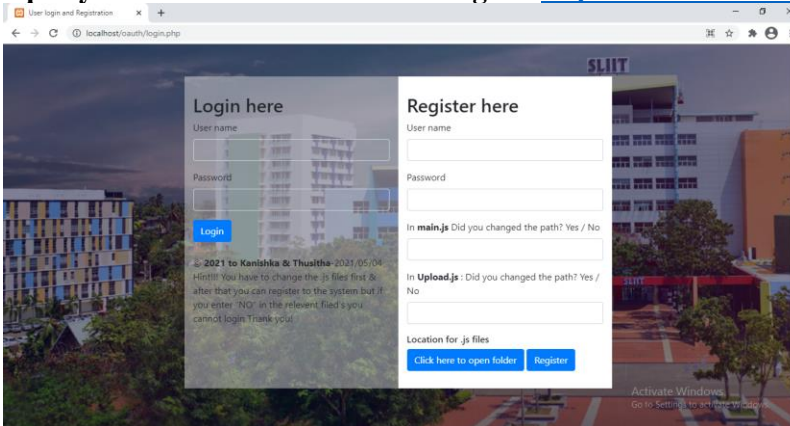 User login and Registration
localhost/oauth/login.php
SLIIT
Login here
User name
Password
Login
© 2021 to Kanishka & Thusitha-2021/05/04
Hint!!! You have to change the .js files first &
after that you can register to the system but if
you enter "NO" in the relevent filed's you
cannot login.Thank you!
Register here
User name
Password
In main.js Did you changed the path? Yes / No
In Upload.js : Did you changed the path? Yes /
No
Location for .js files
Click here to open folder
Register
SLIIT
Activate Windows
Go to Settings to activate Windows.